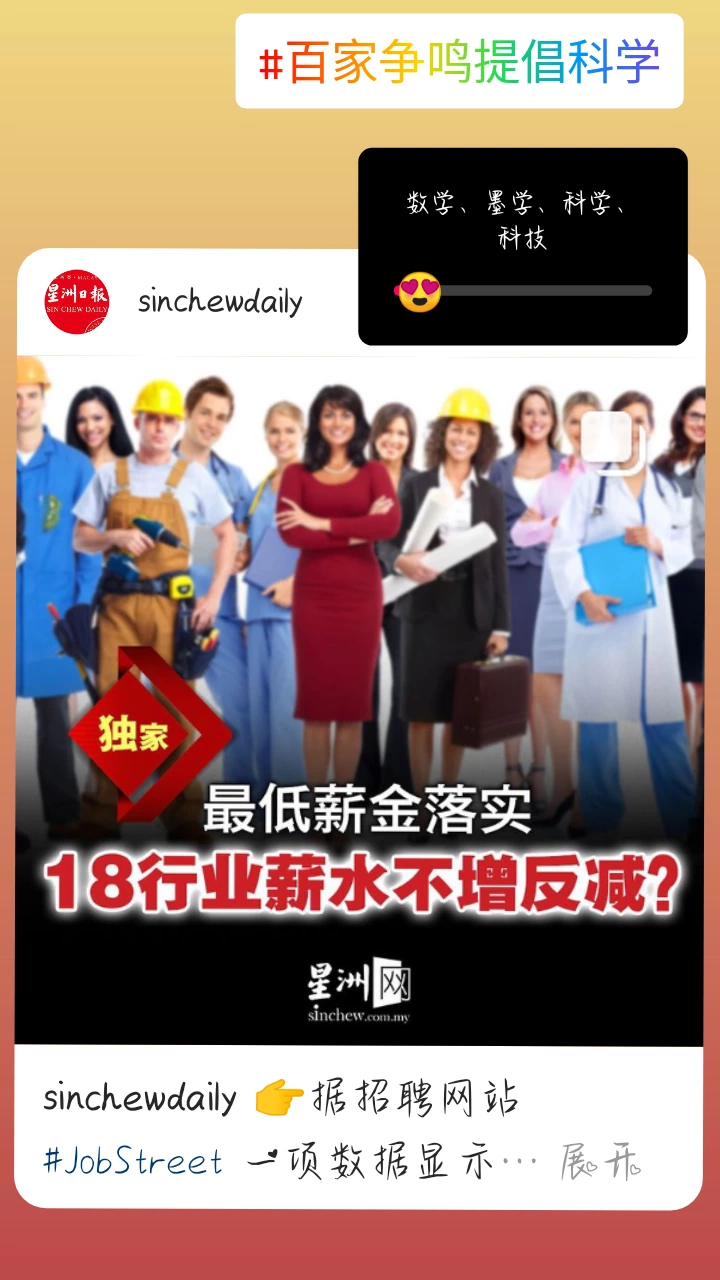 #百家争鸣提倡科学
数学、墨学、科学、
科技
星洲日报
SIN CHEW DAILY
sinchewdaily
独家
最低薪金落实
18行业薪水不增反减?
星洲网
sinchew.com.my
sinchewdaily 👉据招聘网站
#JobStreet 一项数据显示… 展开